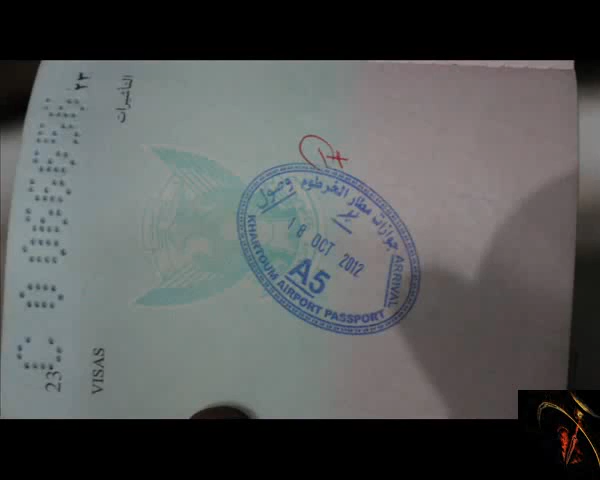 التأشيرات
٢٣
وصول
جوازات مطار الخرطوم
18 OCT 2012
A5
ARRIVAL
KHARTOUM AIRPORT PASSPORT
VISAS
23